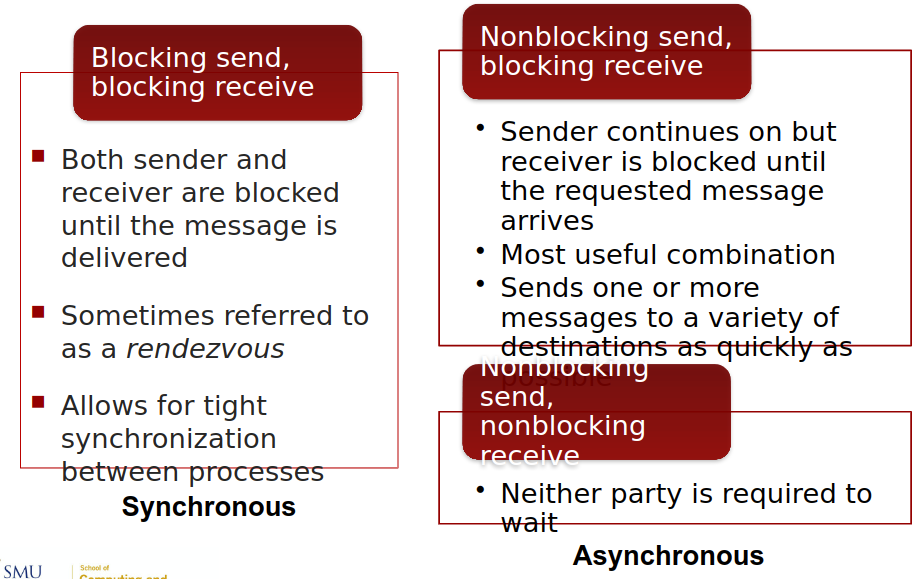 Blocking send,
blocking receive
Both sender and
receiver are blocked
until the message is
delivered
Sometimes referred to
as a rendezvous
Allows for tight
synchronization
between processes
Synchronous
Nonblocking send,
blocking receive
• Sender continues on but
receiver is blocked until
the requested message
arrives
• Most useful combination
• Sends one or more
messages to a variety of
destinations as quickly as
possible
Nonblocking
send,
nonblocking
receive
• Neither party is required to
wait
Asynchronous
SMU
School of
Computing and